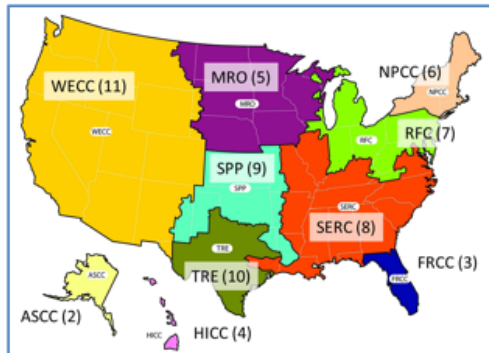 MRO (5)
NPCC (6)
WECC (11)
MRO
NPCC
RFC (7)
WECC
RFC
SPP (9)
SPP
SERC
SERC (8)
TRE
FRCC (3)
ASCC
TRE (10)
FRCC
ASCC (2)
HICC
HICC (4)